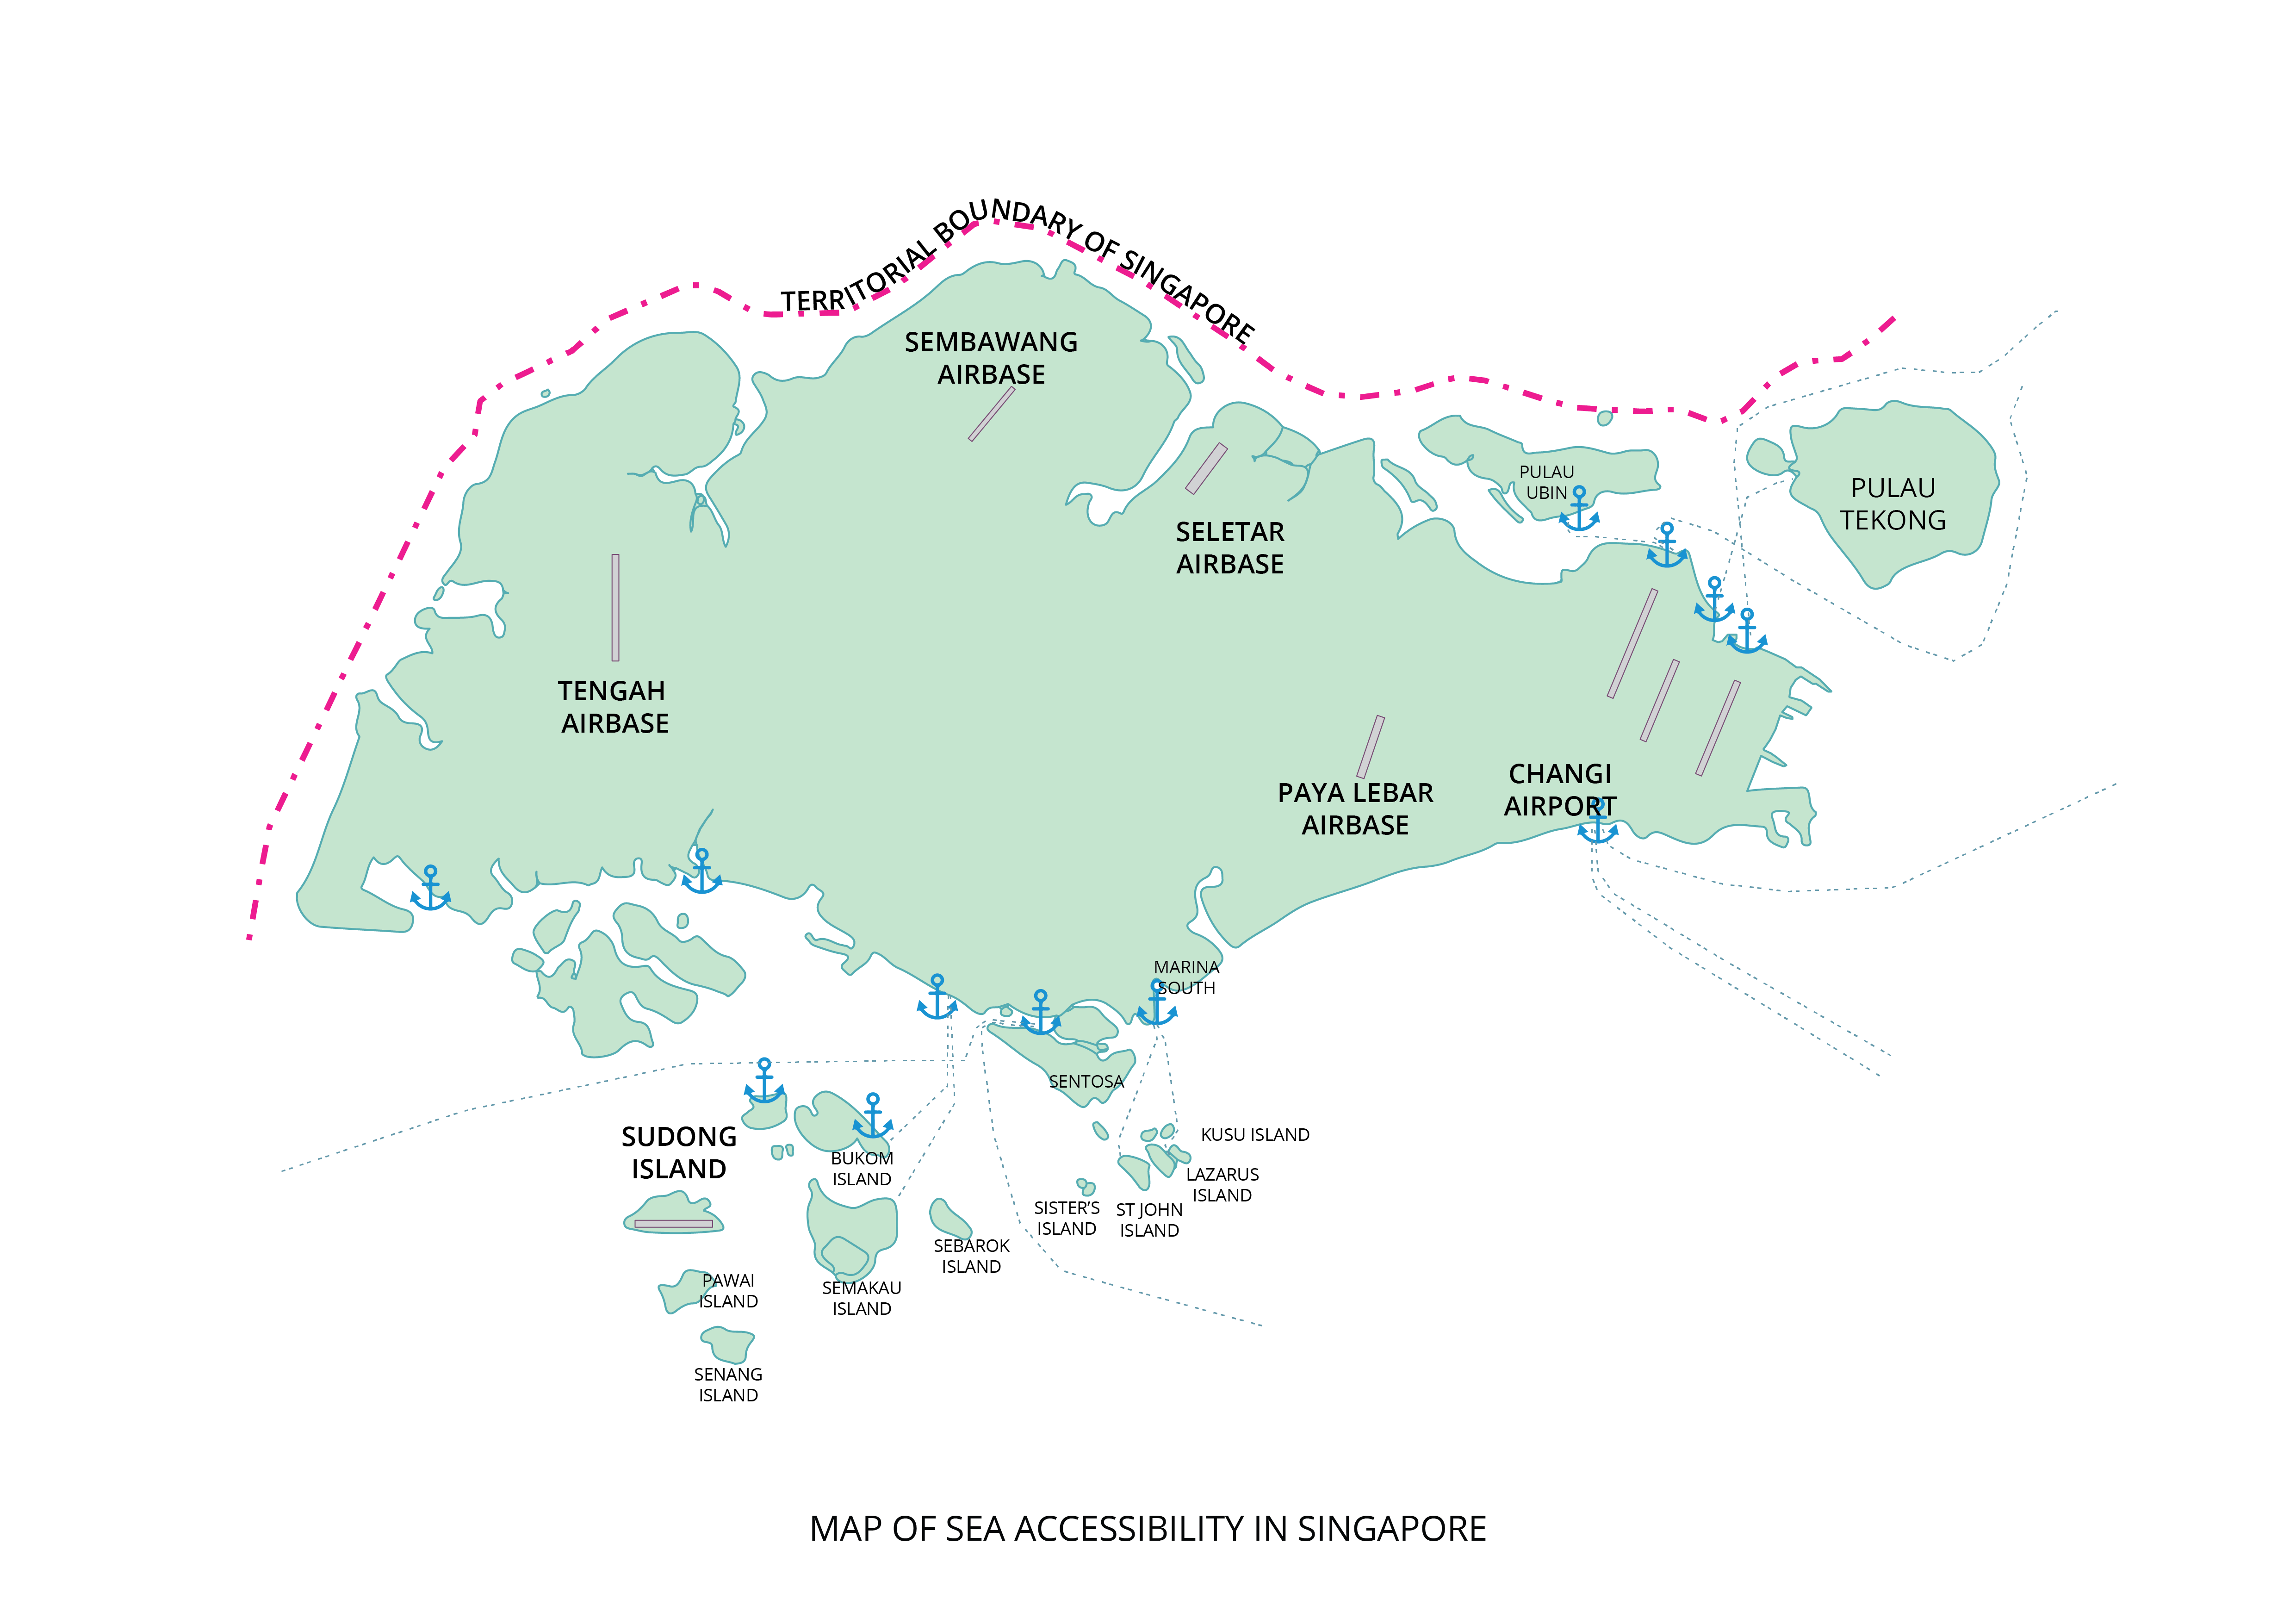 TERRITORIAL BOUNDARY OF SINGAPORE
SEMBAWANG
AIRBASE
PULAU
UBIN
PULAU
TEKONG
SELETAR
AIRBASE
TENGAH
AIRBASE
PAYA LEBAR
AIRBASE
CHANGI
AIRPORT
MARINA
SOUTH
SENTOSA
SUDONG
ISLAND
BUKOM
ISLAND
KUSU ISLAND
LAZARUS
ISLAND
SISTER'S
ISLAND
ST JOHN
ISLAND
SEBAROK
ISLAND
PAWAI
ISLAND
SEMAKAU
ISLAND
SENANG
ISLAND
MAP OF SEA ACCESSIBILITY IN SINGAPORE